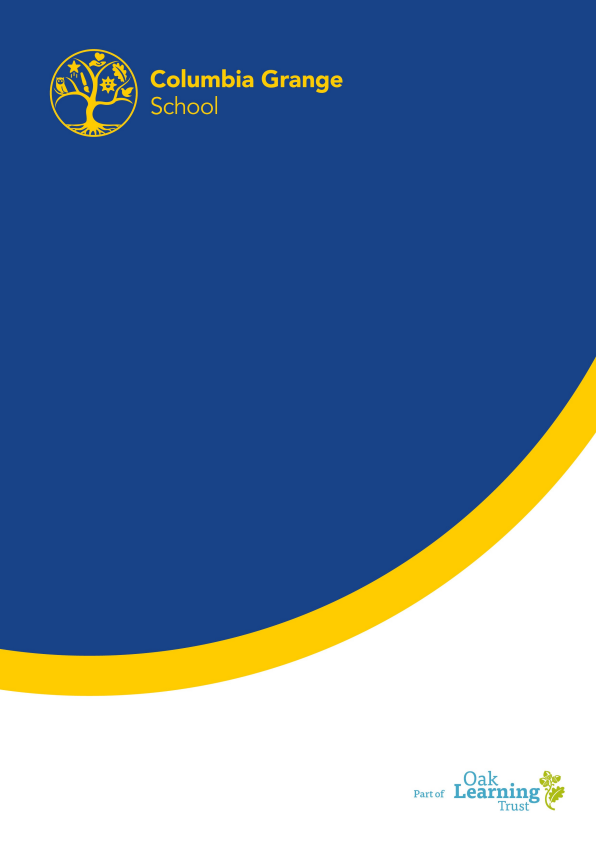 Columbia Grange
School
Part of
Oak
Learning
Trust